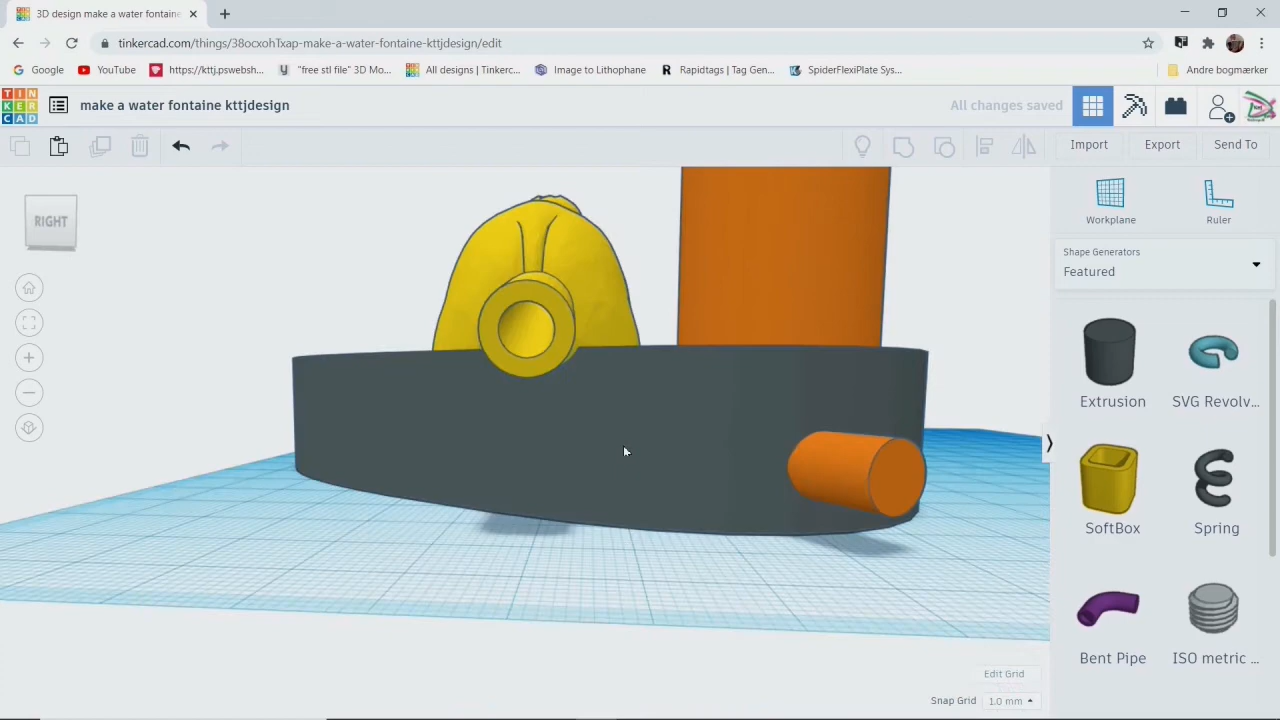 3D design make a water fontaine
tinkercad.com/things/38ocxohTxap-make-a-water-fontaine-kttjdesign/edit
Google
YouTube
https://kttj.pswebsh...
"free stl file" 3D Mo...
All designs | Tinkerc...
Image to Lithophane
Rapidtags | Tag Gen...
SpiderFlexiPlate Sys...
Andre bogmærker
TIN
KER
CAD
make a water fontaine kttjdesign
All changes saved
Import
Export
Send To
RIGHT
Workplane
Ruler
Shape Generators
Featured
Extrusion
SVG Revolv...
SoftBox
Spring
Bent Pipe
ISO metric ...
Edit Grid
Snap Grid
1.0 mm